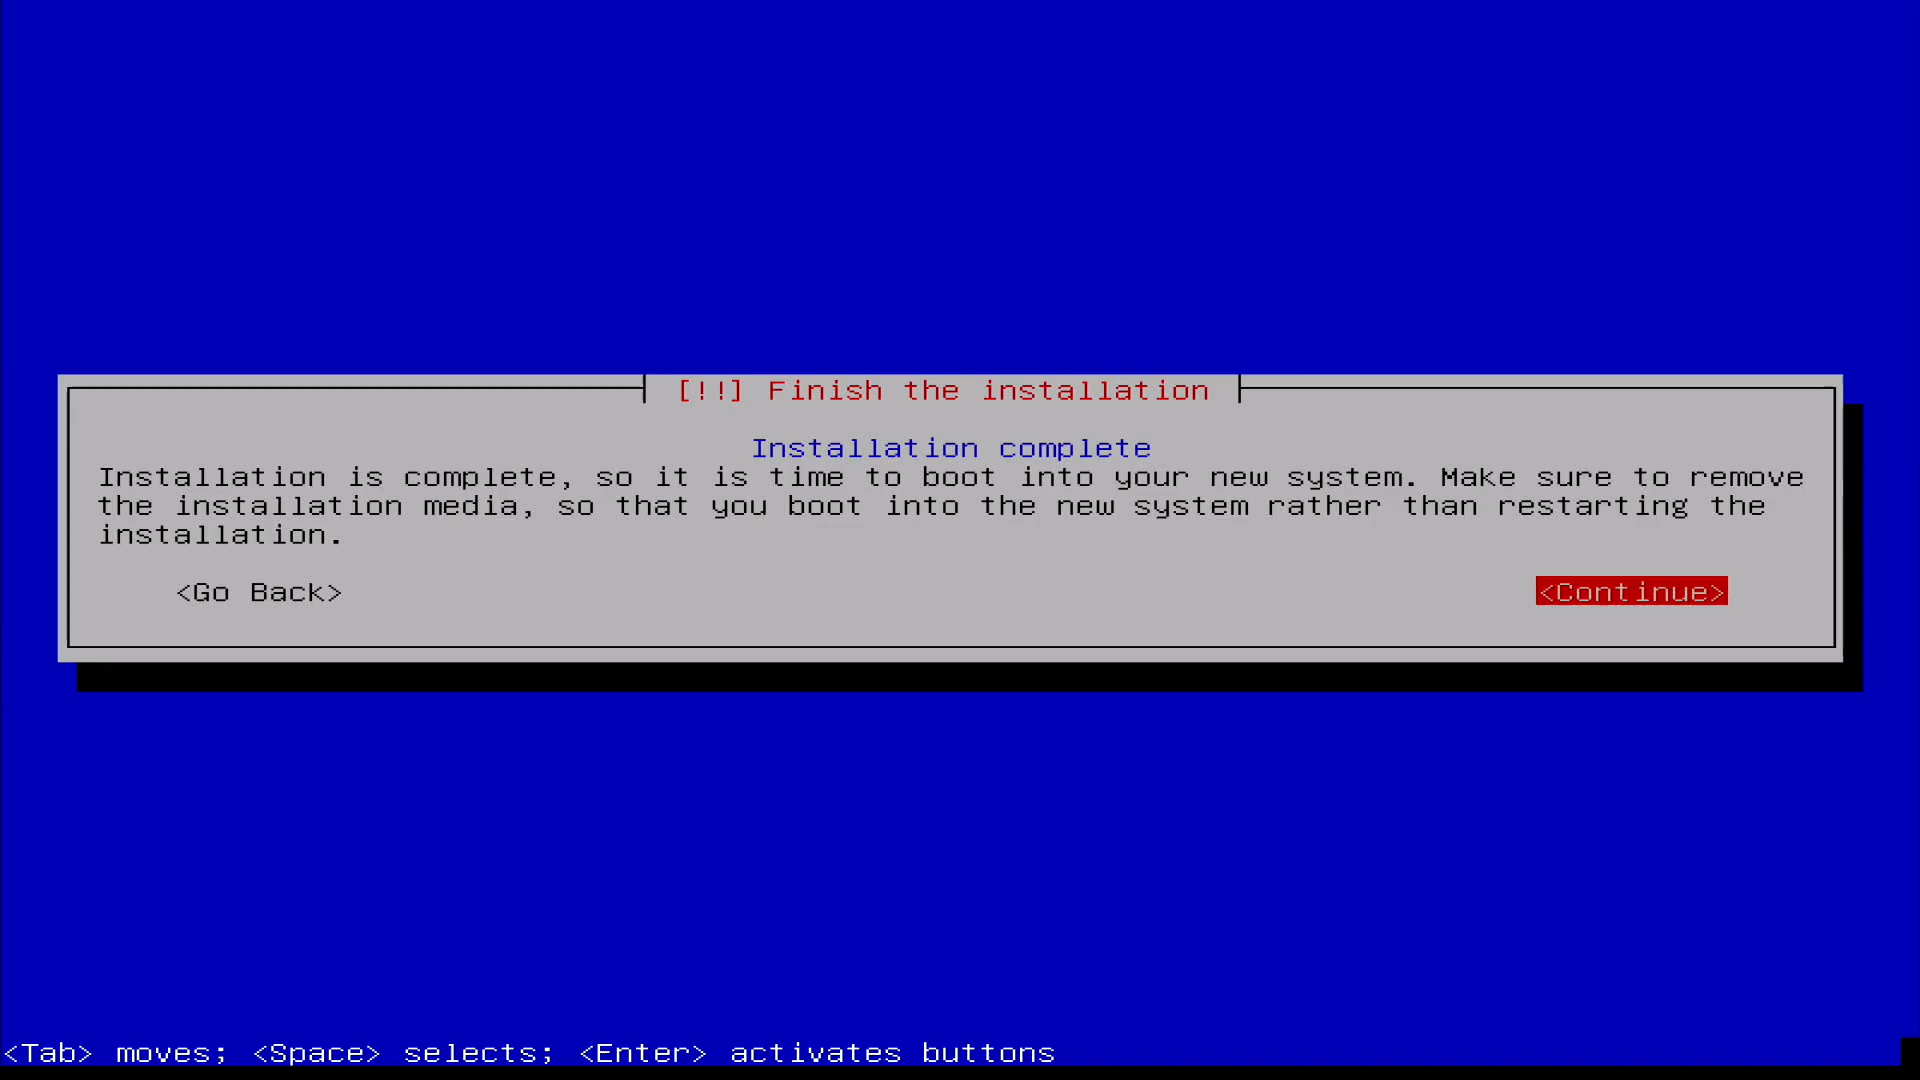 [!!] Finish the installation
Installation complete
Installation is complete, so it is time to boot into your new system. Make sure to remove
the installation media, so that you boot into the new system rather than restarting the
installation.
<Go Back> <Continue>
<Tab> moves; <Space> selects; <Enter> activates buttons